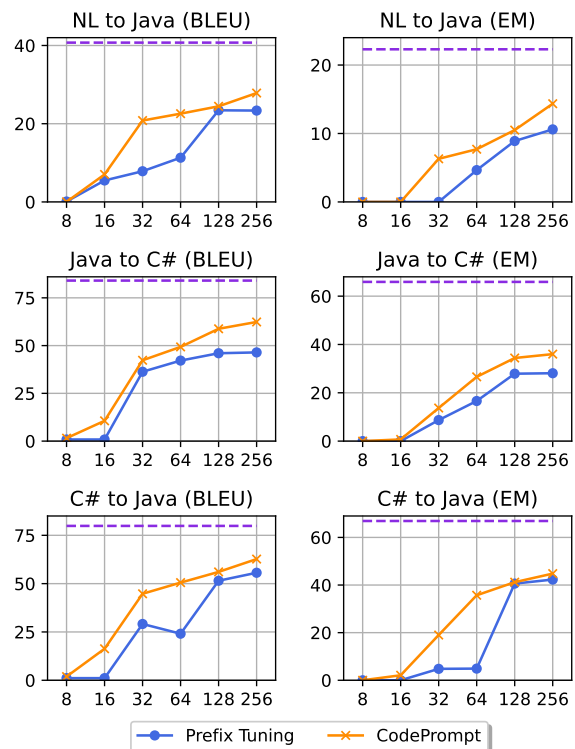 NL to Java (BLEU)
40
20
0
8 16 32 64 128 256
NL to Java (EM)
20
10
0
8 16 32 64 128 256
Java to C# (BLEU)
75
50
25
0
8 16 32 64 128 256
Java to C# (EM)
60
40
20
0
8 16 32 64 128 256
C# to Java (BLEU)
75
50
25
0
8 16 32 64 128 256
C# to Java (EM)
60
40
20
0
8 16 32 64 128 256
Prefix Tuning CodePrompt